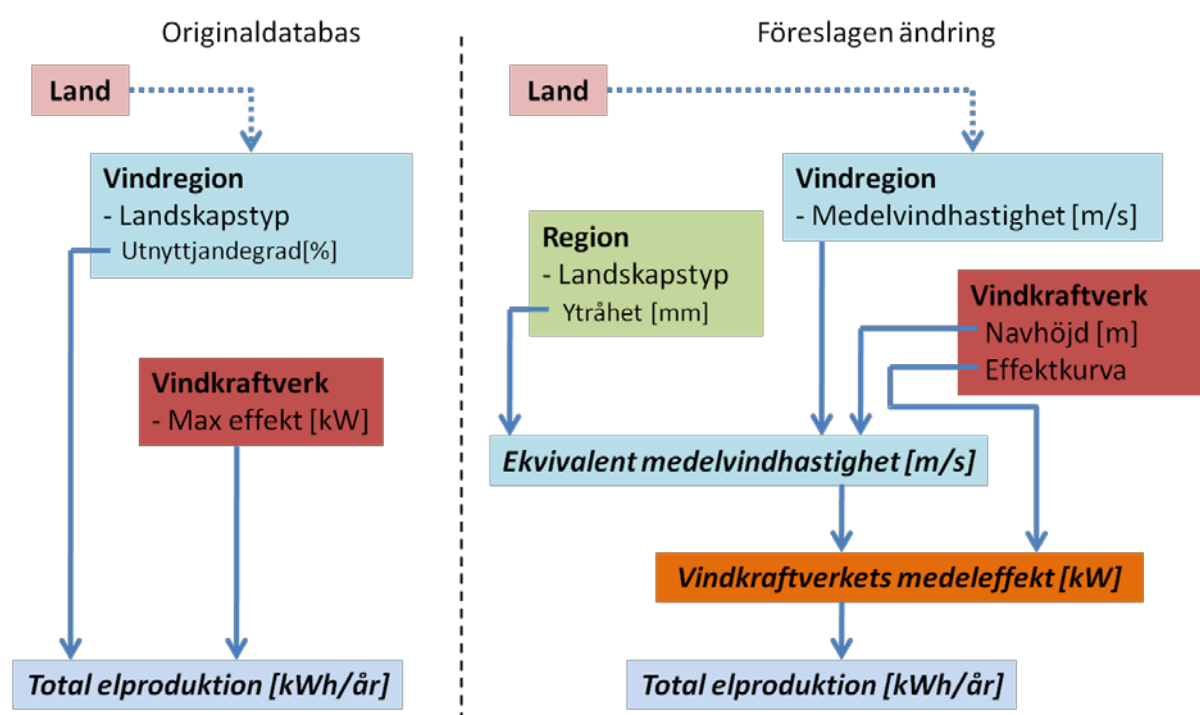 Originaldatabas
Land
Vindregion
- Landskapstyp
Utnyttjandegrad[%]
Vindkraftverk
- Max effekt [kW]
Total elproduktion [kWh/år]
Föreslagen ändring
Land
Vindregion
- Medelvindhastighet [m/s]
Region
- Landskapstyp
Ytråhet [mm]
Vindkraftverk
Navhöjd [m]
Effektkurva
Ekvivalent medelvindhastighet [m/s]
Vindkraftverkets medeleffekt [kW]
Total elproduktion [kWh/år]